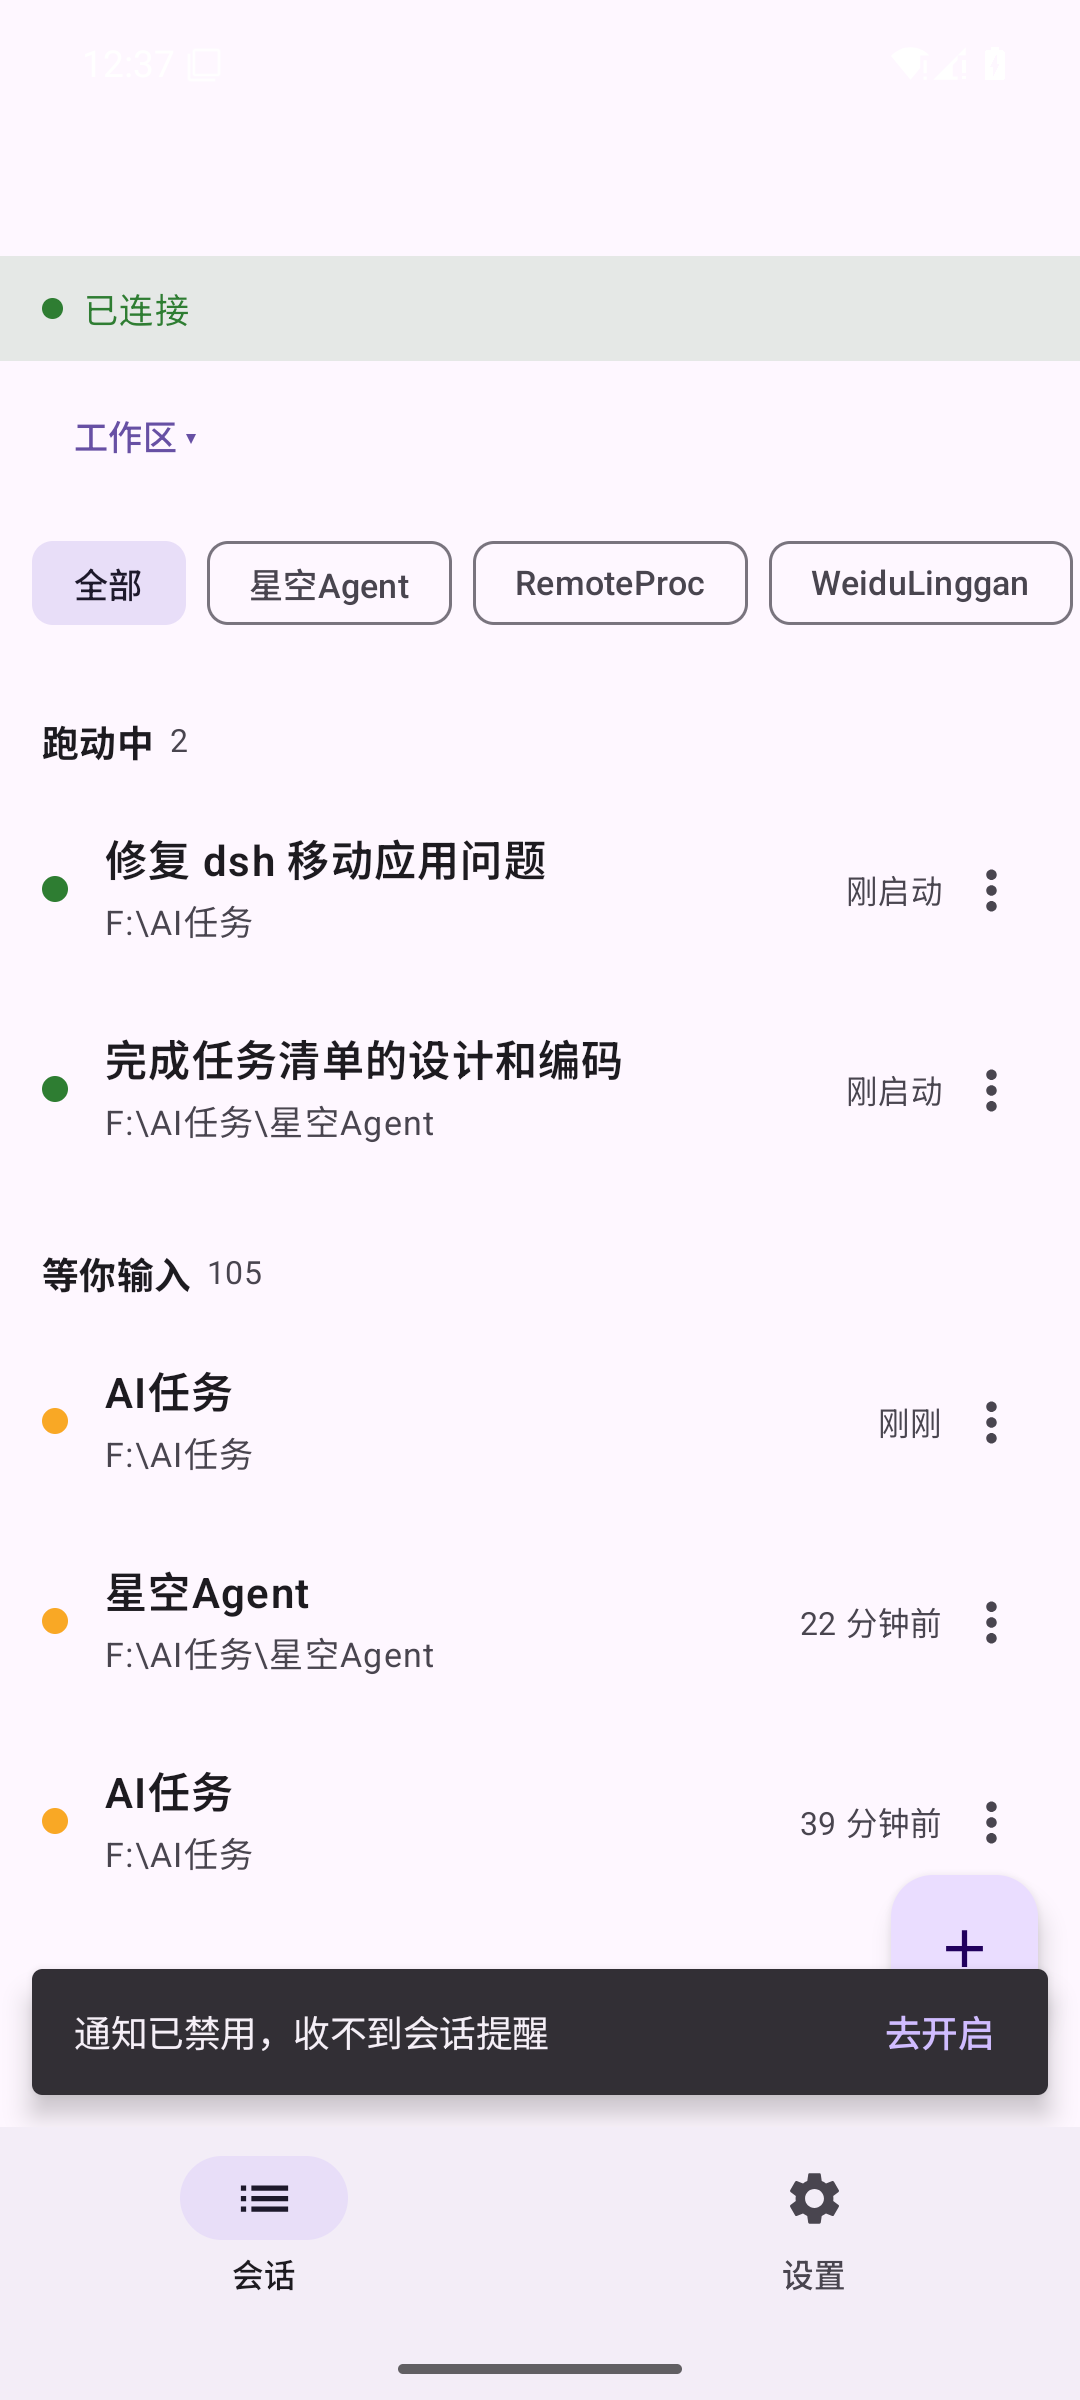 12:37
已连接
工作区 ▾
全部
星空Agent
RemoteProc
WeiduLinggan
跑动中 2
修复 dsh 移动应用问题
F:\AI任务
刚启动
完成任务清单的设计和编码
F:\AI任务\星空Agent
刚启动
等你输入 105
AI任务
F:\AI任务
刚刚
星空Agent
F:\AI任务\星空Agent
22 分钟前
AI任务
F:\AI任务
39 分钟前
通知已禁用，收不到会话提醒
去开启
会话
设置